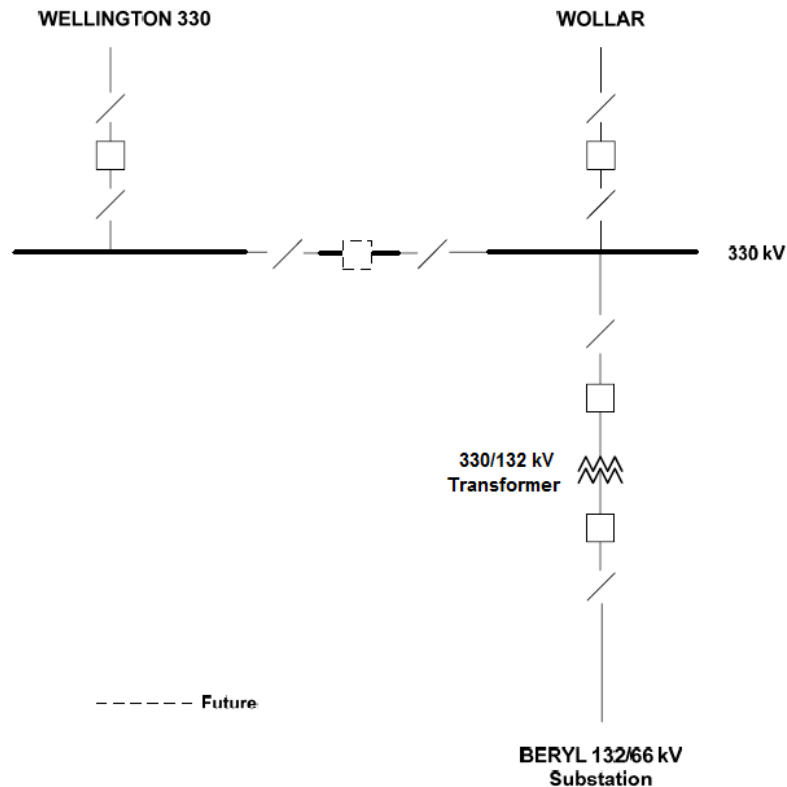 WELLINGTON 330
WOLLAR
330 kV
330/132 kV
Transformer
Future
BERYL 132/66 kV
Substation